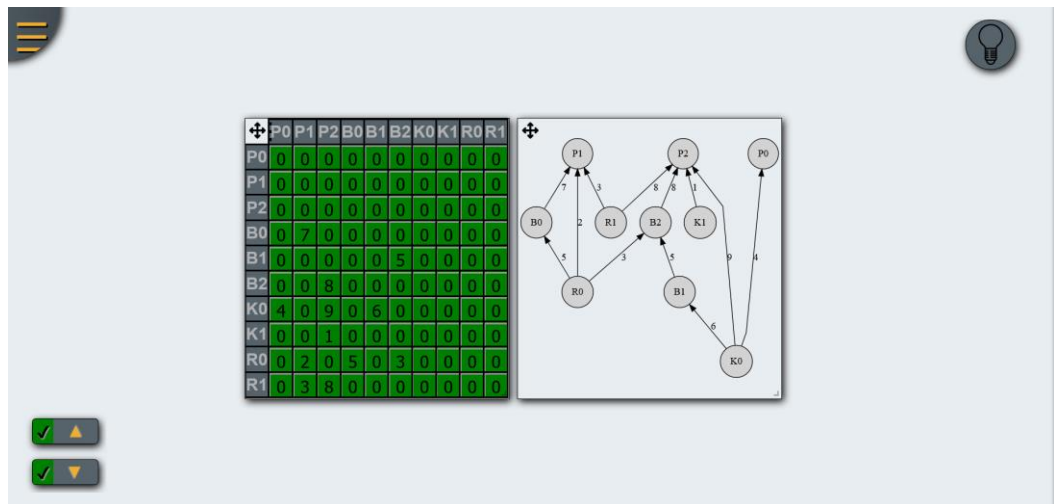 P0 P1 P2 B0 B1 B2 K0 K1 R0 R1
P0 0 0 0 0 0 0 0 0 0 0
P1 0 0 0 0 0 0 0 0 0 0
P2 0 0 0 0 0 0 0 0 0 0
B0 0 7 0 0 0 0 0 0 0 0
B1 0 0 0 0 0 5 0 0 0 0
B2 0 0 8 0 0 0 0 0 0 0
K0 4 0 9 0 6 0 0 0 0 0
K1 0 0 1 0 0 0 0 0 0 0
R0 0 2 0 5 0 3 0 0 0 0
R1 0 3 8 0 0 0 0 0 0 0
P1 P2 P0
7 3 8 8 1
B0 2 R1 B2 K1
5 3 5 9 4
R0 B1
6
K0